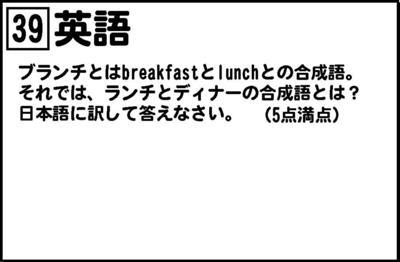 39 英語
ブランチとはbreakfastとlunchとの合成語。
それでは、ランチとディナーの合成語とは?
日本語に訳して答えなさい。 (5点満点)